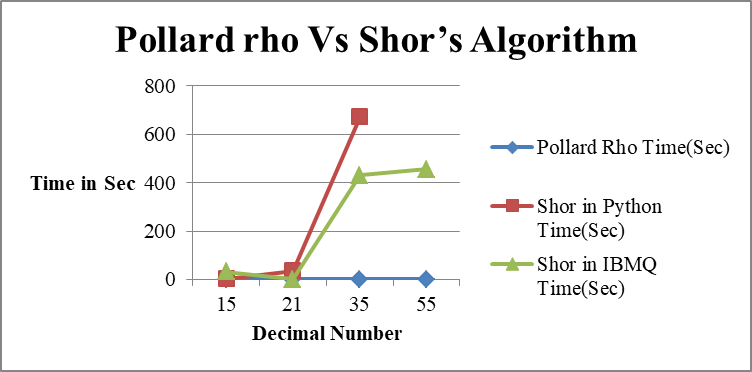 Pollard rho Vs Shor’s Algorithm
800
600
400
200
0
Time in Sec
15 21 35 55
Decimal Number
Pollard Rho Time(Sec)
Shor in Python
Time(Sec)
Shor in IBMQ
Time(Sec)